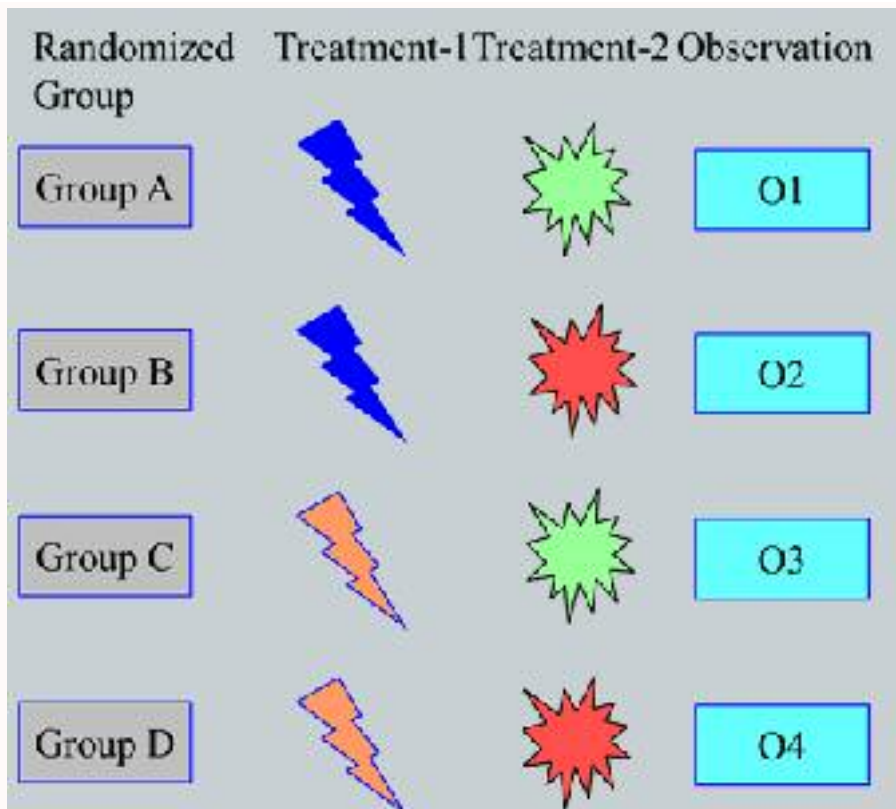 Randomized Group
Treatment-1
Treatment-2
Observation
Group A
O1
Group B
O2
Group C
O3
Group D
O4